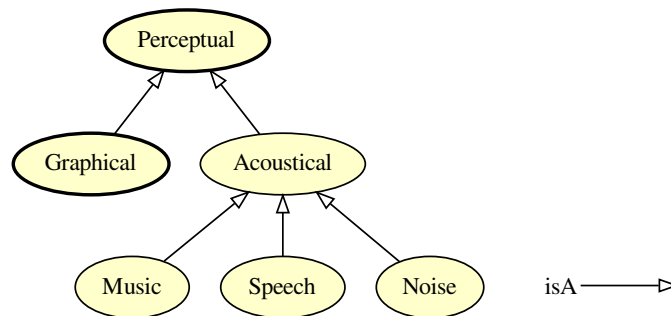 Perceptual
Graphical
Acoustical
Music
Speech
Noise
isA